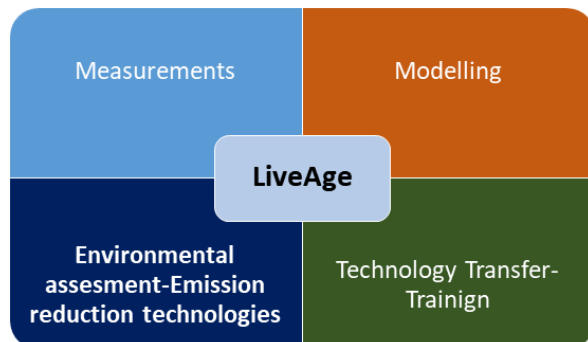 Measurements
Modelling
LiveAge
Environmental
assesment-Emission
reduction technologies
Technology Transfer-
Trainign